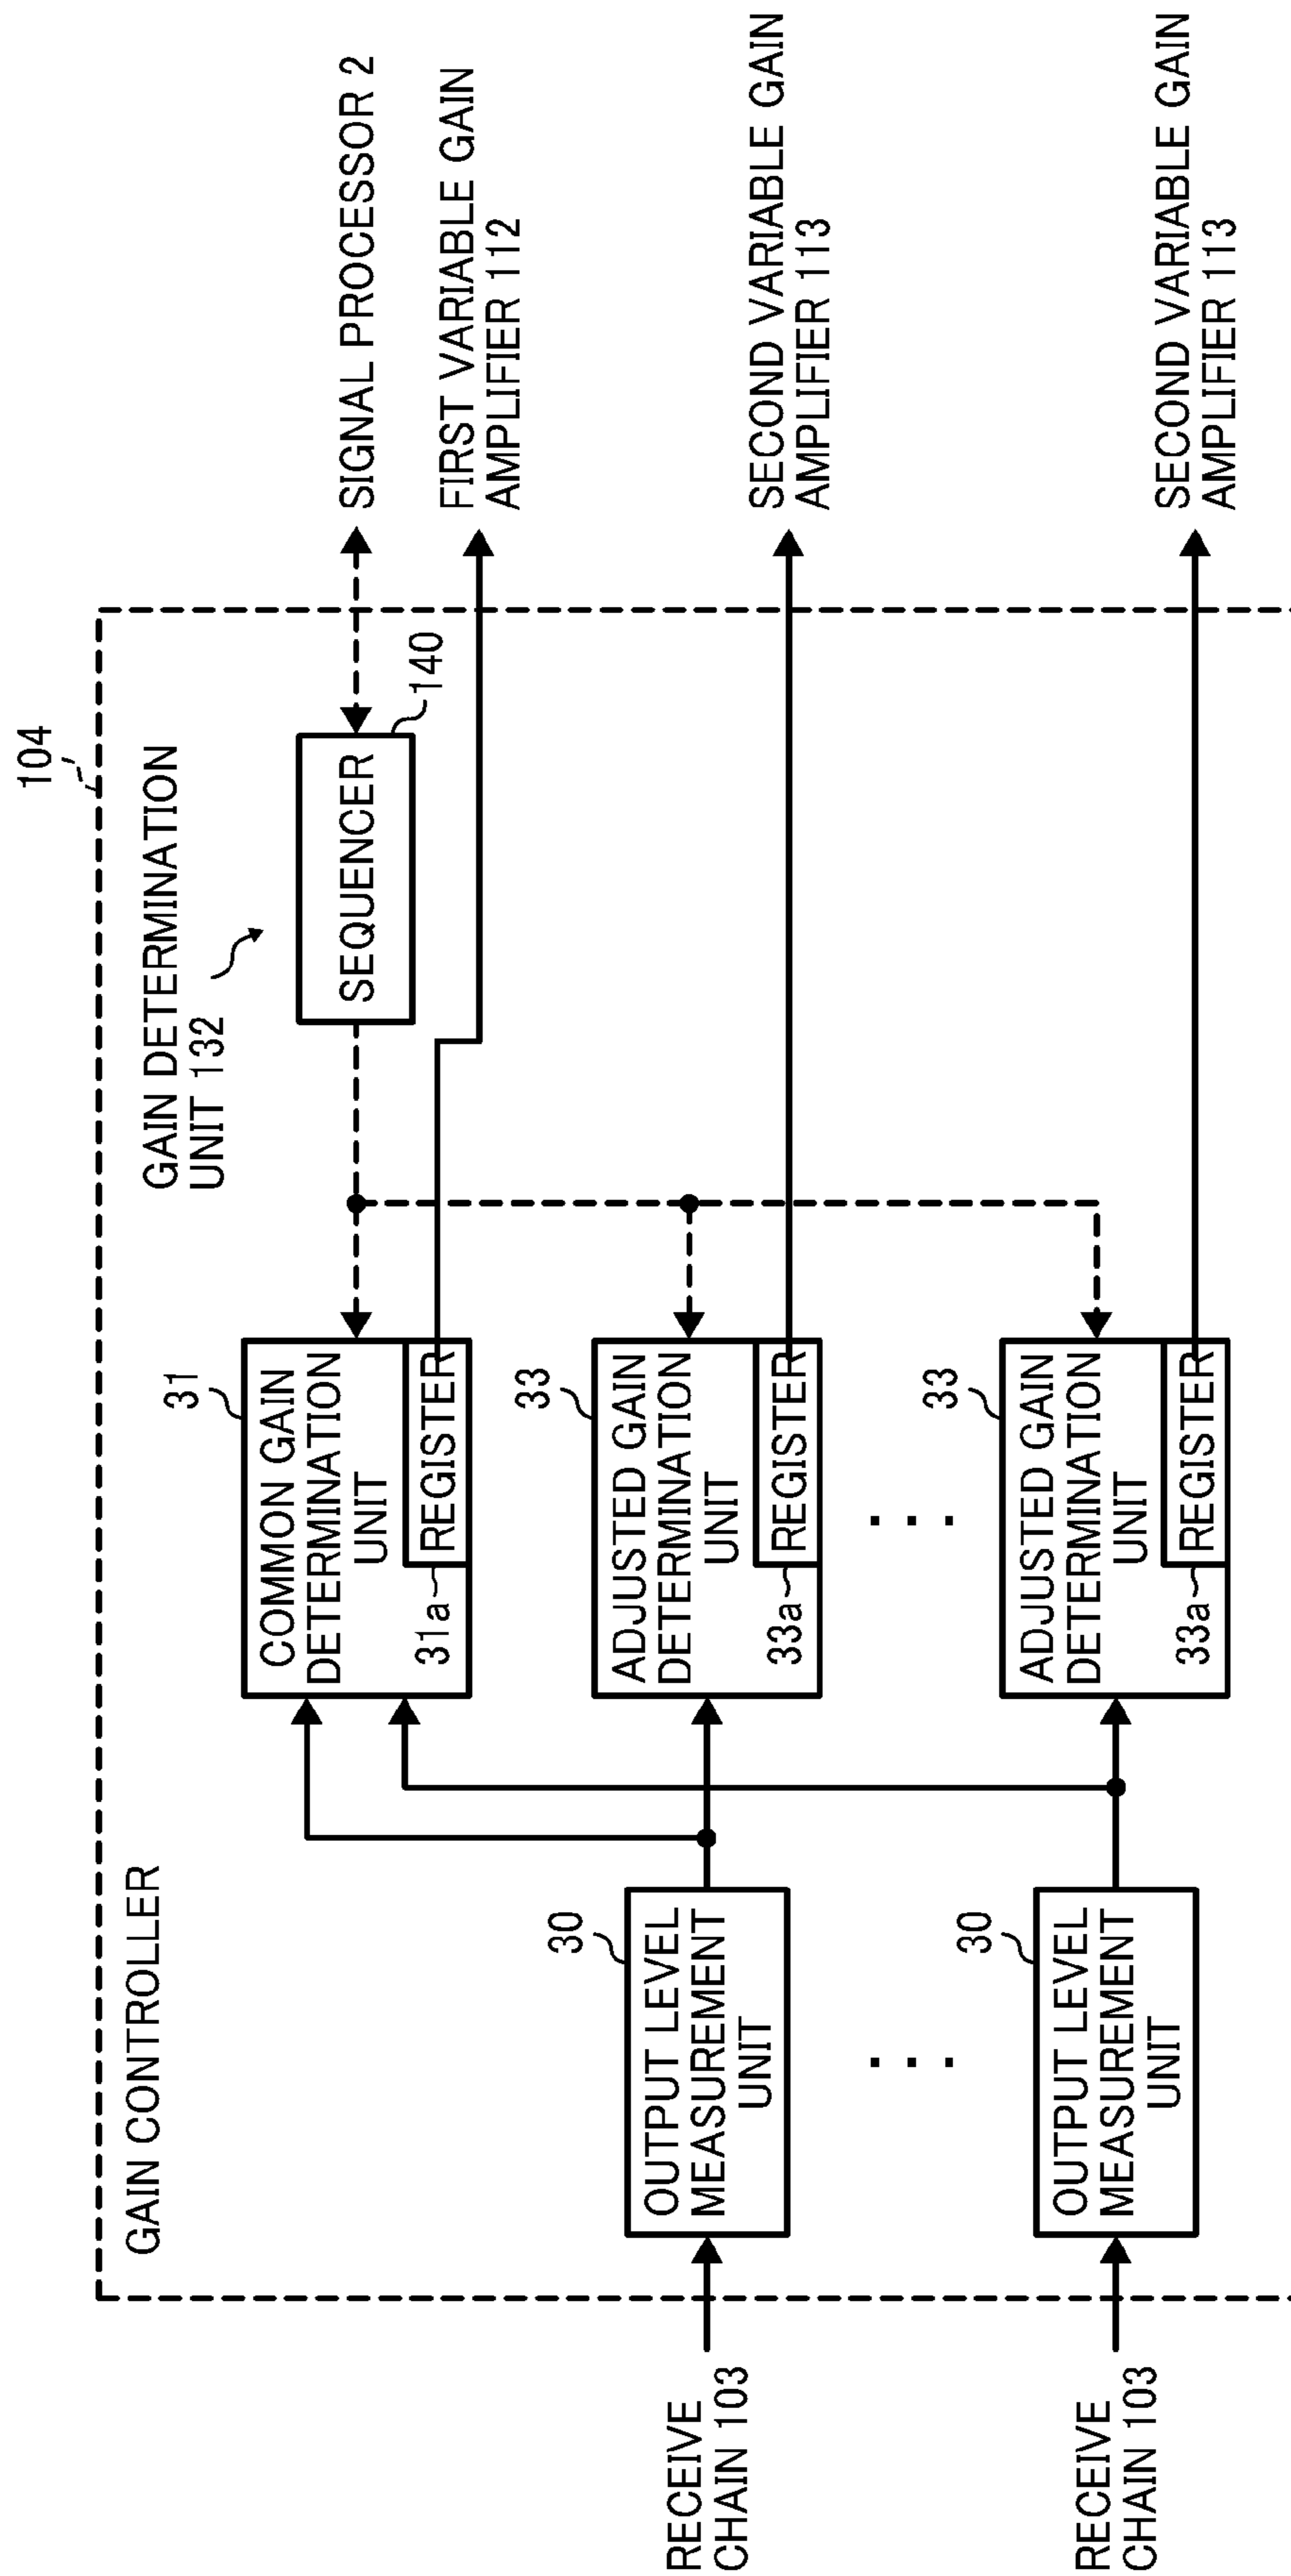 104
GAIN CONTROLLER
GAIN DETERMINATION
UNIT 132
SEQUENCER
140
SIGNAL PROCESSOR 2
FIRST VARIABLE GAIN
AMPLIFIER 112
31
COMMON GAIN
DETERMINATION
UNIT
REGISTER
31a
RECEIVE
CHAIN 103
30
OUTPUT LEVEL
MEASUREMENT
UNIT
33
ADJUSTED GAIN
DETERMINATION
UNIT
REGISTER
33a
SECOND VARIABLE GAIN
AMPLIFIER 113
. . .
. . .
RECEIVE
CHAIN 103
30
OUTPUT LEVEL
MEASUREMENT
UNIT
33
ADJUSTED GAIN
DETERMINATION
UNIT
REGISTER
33a
SECOND VARIABLE GAIN
AMPLIFIER 113